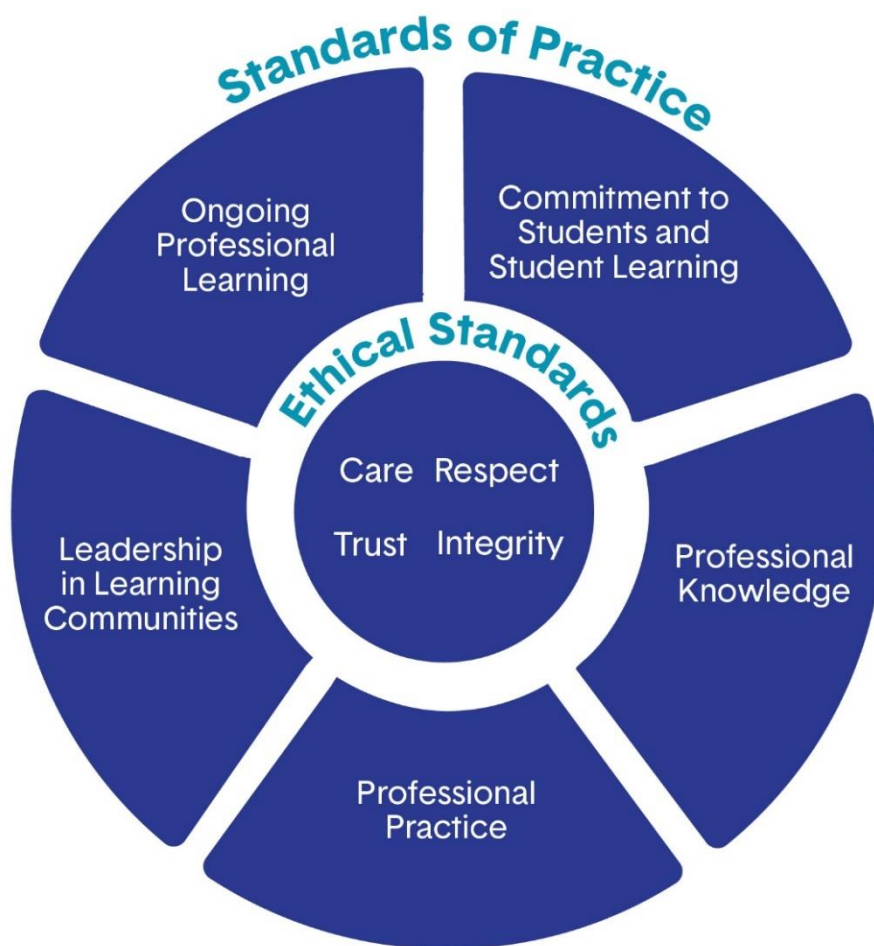 Standards of Practice
Ongoing
Professional
Learning
Commitment to
Students and
Student Learning
Ethical Standards
Care Respect
Trust Integrity
Leadership
in Learning
Communities
Professional
Knowledge
Professional
Practice